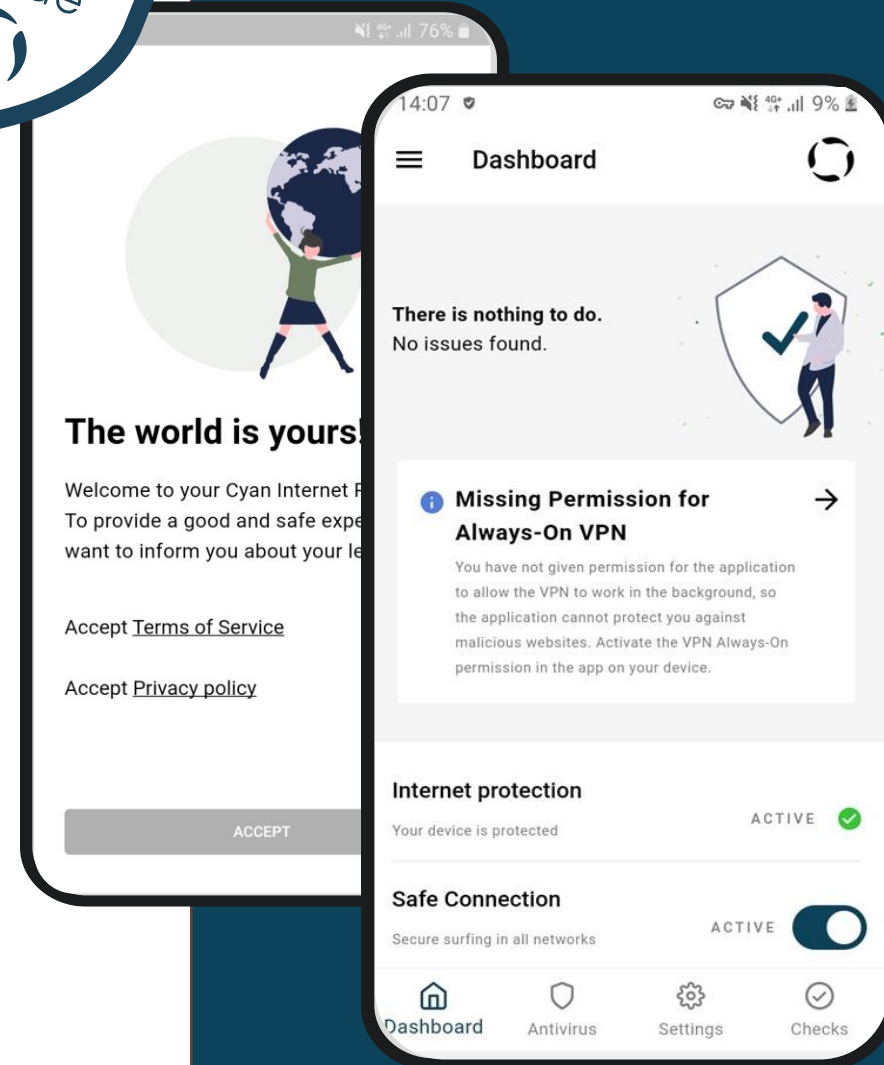 76%
The world is yours!
Welcome to your Cyan Internet
To provide a good and safe
want to inform you about your
Accept Terms of Service
Accept Privacy policy
ACCEPT
14:07
4G+
9%
Dashboard
There is nothing to do.
No issues found.
Missing Permission for
Always-On VPN
You have not given permission for the application
to allow the VPN to work in the background, so
the application cannot protect you against
malicious websites. Activate the VPN Always-On
permission in the app on your device.
Internet protection
Your device is protected
ACTIVE
Safe Connection
Secure surfing in all networks
ACTIVE
Dashboard
Antivirus
Settings
Checks